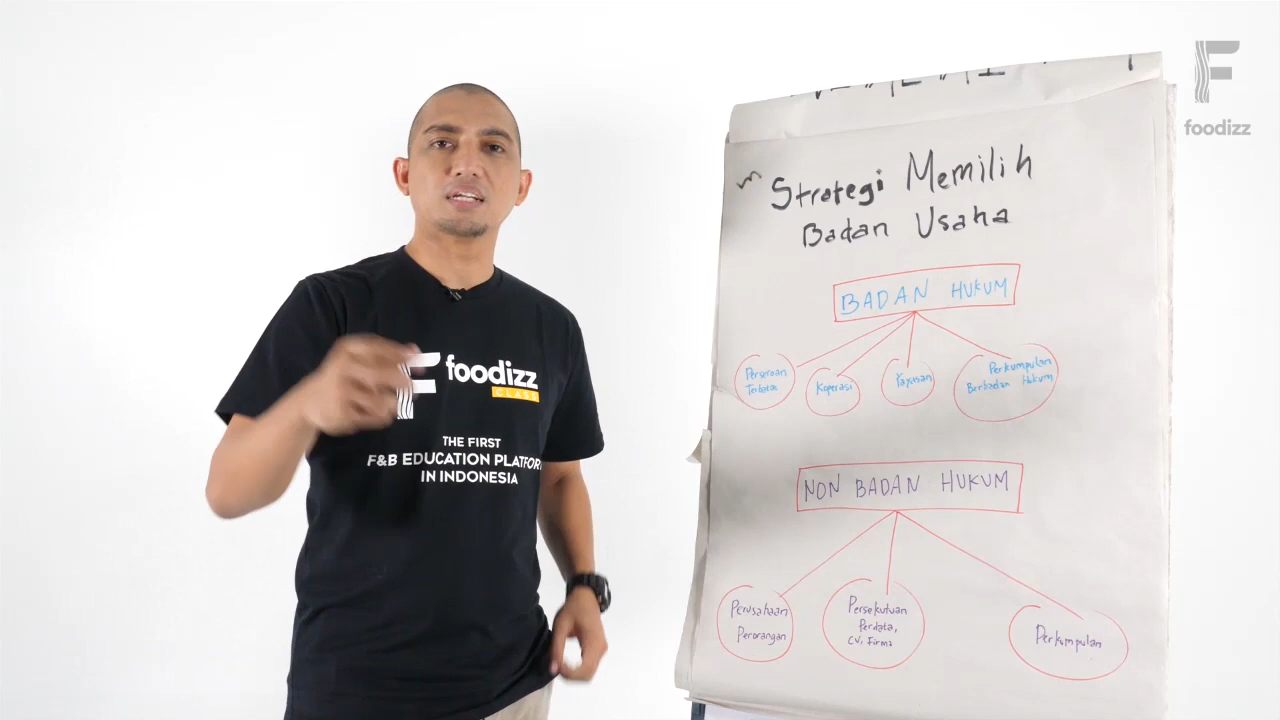 foodizz
foodizz
CLASS
THE FIRST
F&B EDUCATION PLATFORM
IN INDONESIA
Strategi Memilih
Badan Usaha
BADAN HUKUM
Perseroan
Terbatas
Koperasi
Yayasan
Perkumpulan
Berbadan Hukum
NON BADAN HUKUM
Perusahaan
Perorangan
Persekutuan
Perdata,
CV, Firma
Perkumpulan